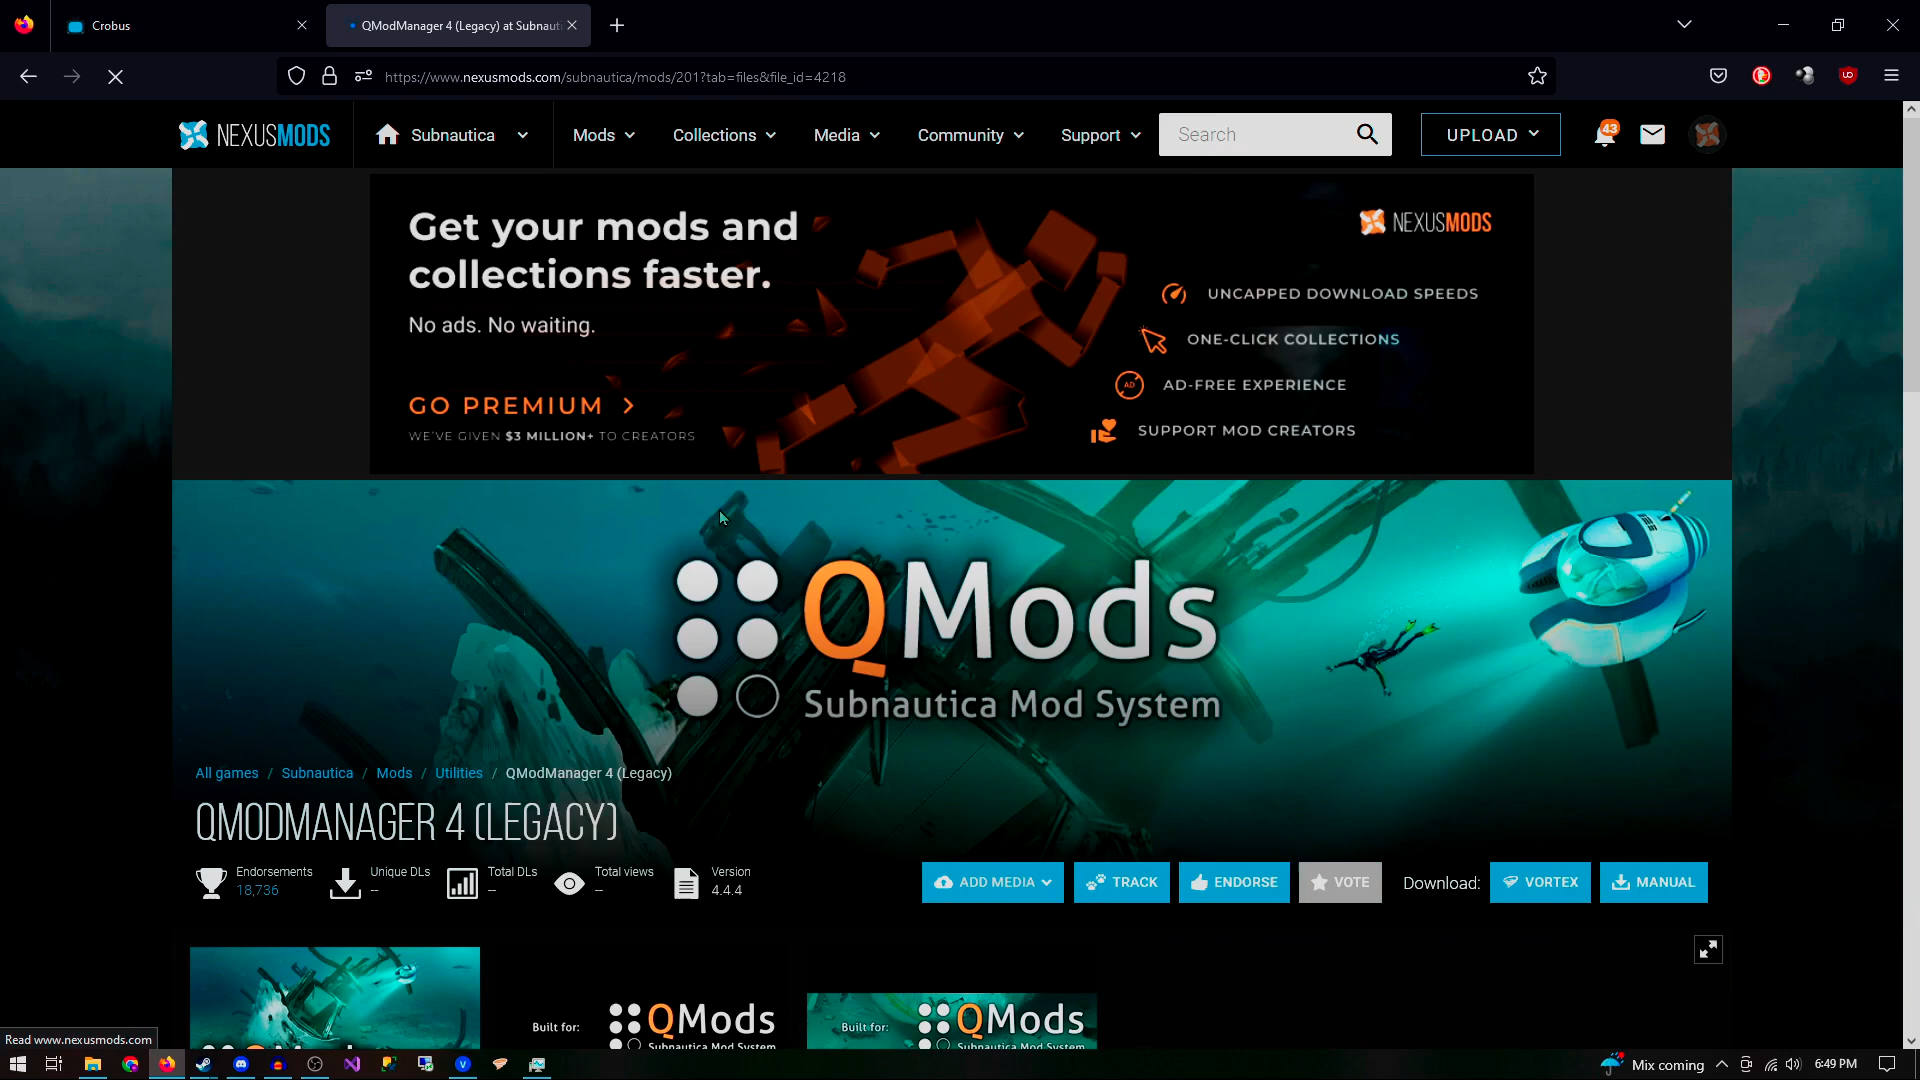 Crobus
QModManager 4 (Legacy) at Subnaut
https://www.nexusmods.com/subnautica/mods/201?tab=files&file_id=4218
NEXUSMODS
Subnautica
Mods
Collections
Media
Community
Support
Search
UPLOAD
43
Get your mods and
collections faster.
No ads. No waiting.
GO PREMIUM >
WE'VE GIVEN $3 MILLION+ TO CREATORS
NEXUSMODS
UNCAPPED DOWNLOAD SPEEDS
ONE-CLICK COLLECTIONS
AD
AD-FREE EXPERIENCE
SUPPORT MOD CREATORS
QMods
Subnautica Mod System
All games / Subnautica / Mods / Utilities / QModManager 4 (Legacy)
QMODMANAGER 4 (LEGACY)
Endorsements
18,736
Unique DLs
--
Total DLs
--
Total views
--
Version
4.4.4
ADD MEDIA
TRACK
ENDORSE
VOTE
Download:
VORTEX
MANUAL
Built for:
QMods
Subnautica Mod System
Built for:
QMods
Subnautica Mod System
Read www.nexusmods.com
Mix coming
6:49 PM